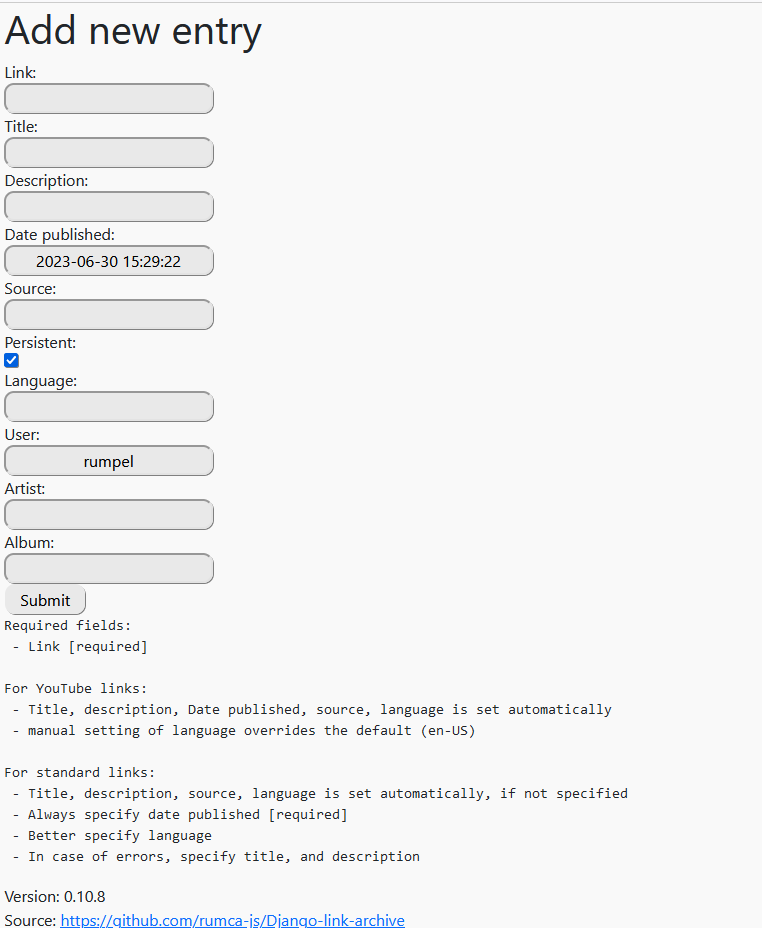 Add new entry
Link:
Title:
Description:
Date published:
2023-06-30 15:29:22
Source:
Persistent:
Language:
User:
rumpel
Artist:
Album:
Submit
Required fields:
- Link [required]
For YouTube links:
- Title, description, Date published, source, language is set automatically
- manual setting of language overrides the default (en-US)
For standard links:
- Title, description, source, language is set automatically, if not specified
- Always specify date published [required]
- Better specify language
- In case of errors, specify title, and description
Version: 0.10.8
Source: https://github.com/rumca-js/Django-link-archive